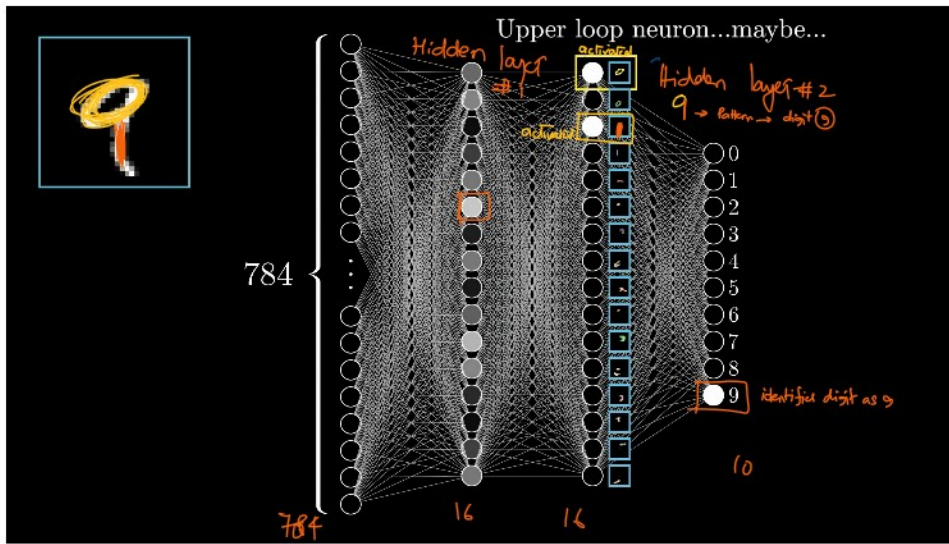 Upper loop neuron...maybe...
Hidden layer
#1
activated
Hidden layer #2
9 → Pattern → digit 9
activated
0
1
2
3
4
5
6
7
8
9
identifies digit as 9
784
784
16
16
10